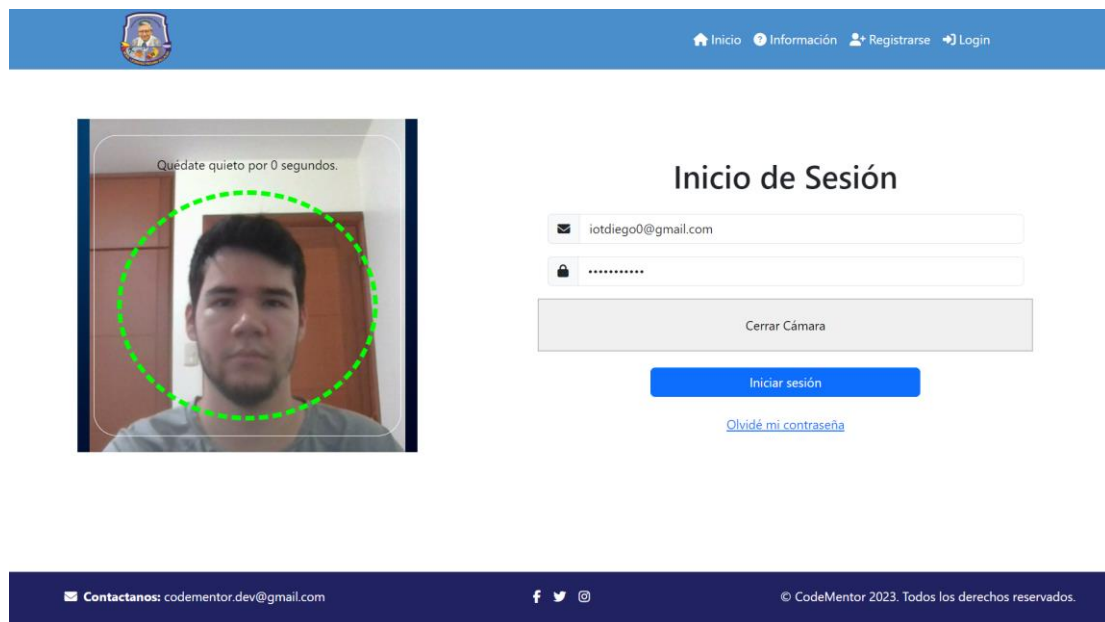 Inicio Información Registrarse Login
Quédate quieto por 0 segundos.
Inicio de Sesión
iotdiego0@gmail.com
•••••••••••
Cerrar Cámara
Iniciar sesión
Olvidé mi contraseña
Contactanos: codementor.dev@gmail.com
© CodeMentor 2023. Todos los derechos reservados.